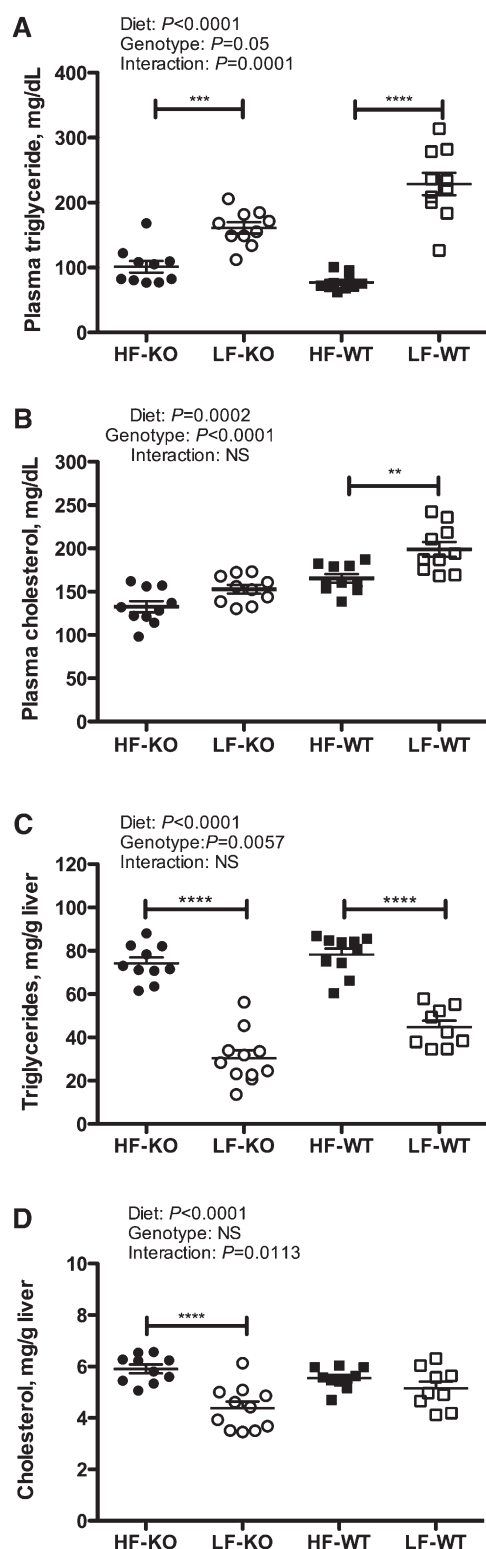 A
Diet: P<0.0001
Genotype: P=0.05
Interaction: P=0.0001
Plasma triglyceride, mg/dL
400
300
200
100
0
***
****
HF-KO LF-KO HF-WT LF-WT
B
Diet: P=0.0002
Genotype: P<0.0001
Interaction: NS
Plasma cholesterol, mg/dL
300
250
200
150
100
50
0
**
HF-KO LF-KO HF-WT LF-WT
C
Diet: P<0.0001
Genotype:P=0.0057
Interaction: NS
Triglycerides, mg/g liver
120
100
80
60
40
20
0
****
****
HF-KO LF-KO HF-WT LF-WT
D
Diet: P<0.0001
Genotype: NS
Interaction: P=0.0113
Cholesterol, mg/g liver
10
8
6
4
2
0
****
HF-KO LF-KO HF-WT LF-WT